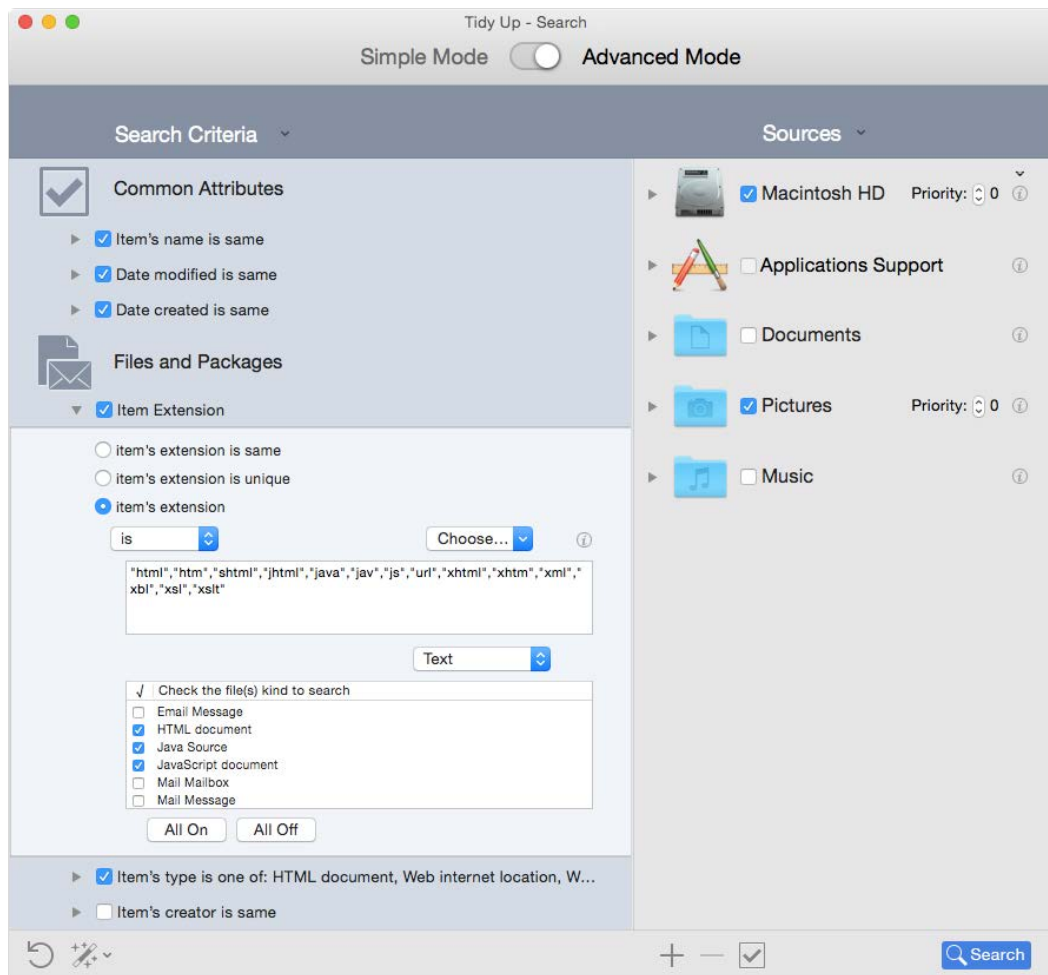 Tidy Up - Search
Simple Mode Advanced Mode
Search Criteria
Common Attributes
Item's name is same
Date modified is same
Date created is same
Files and Packages
Item Extension
item's extension is same
item's extension is unique
item's extension
is Choose...
"html","htm","shtml","jhtml","java","jav","js","url","xhtml","xhtm","xml","
xbl","xsl","xslt"
Text
√ Check the file(s) kind to search
Email Message
HTML document
Java Source
JavaScript document
Mail Mailbox
Mail Message
All On All Off
Item's type is one of: HTML document, Web internet location, W...
Item's creator is same
Sources
Macintosh HD Priority: 0
Applications Support
Documents
Pictures Priority: 0
Music
Search